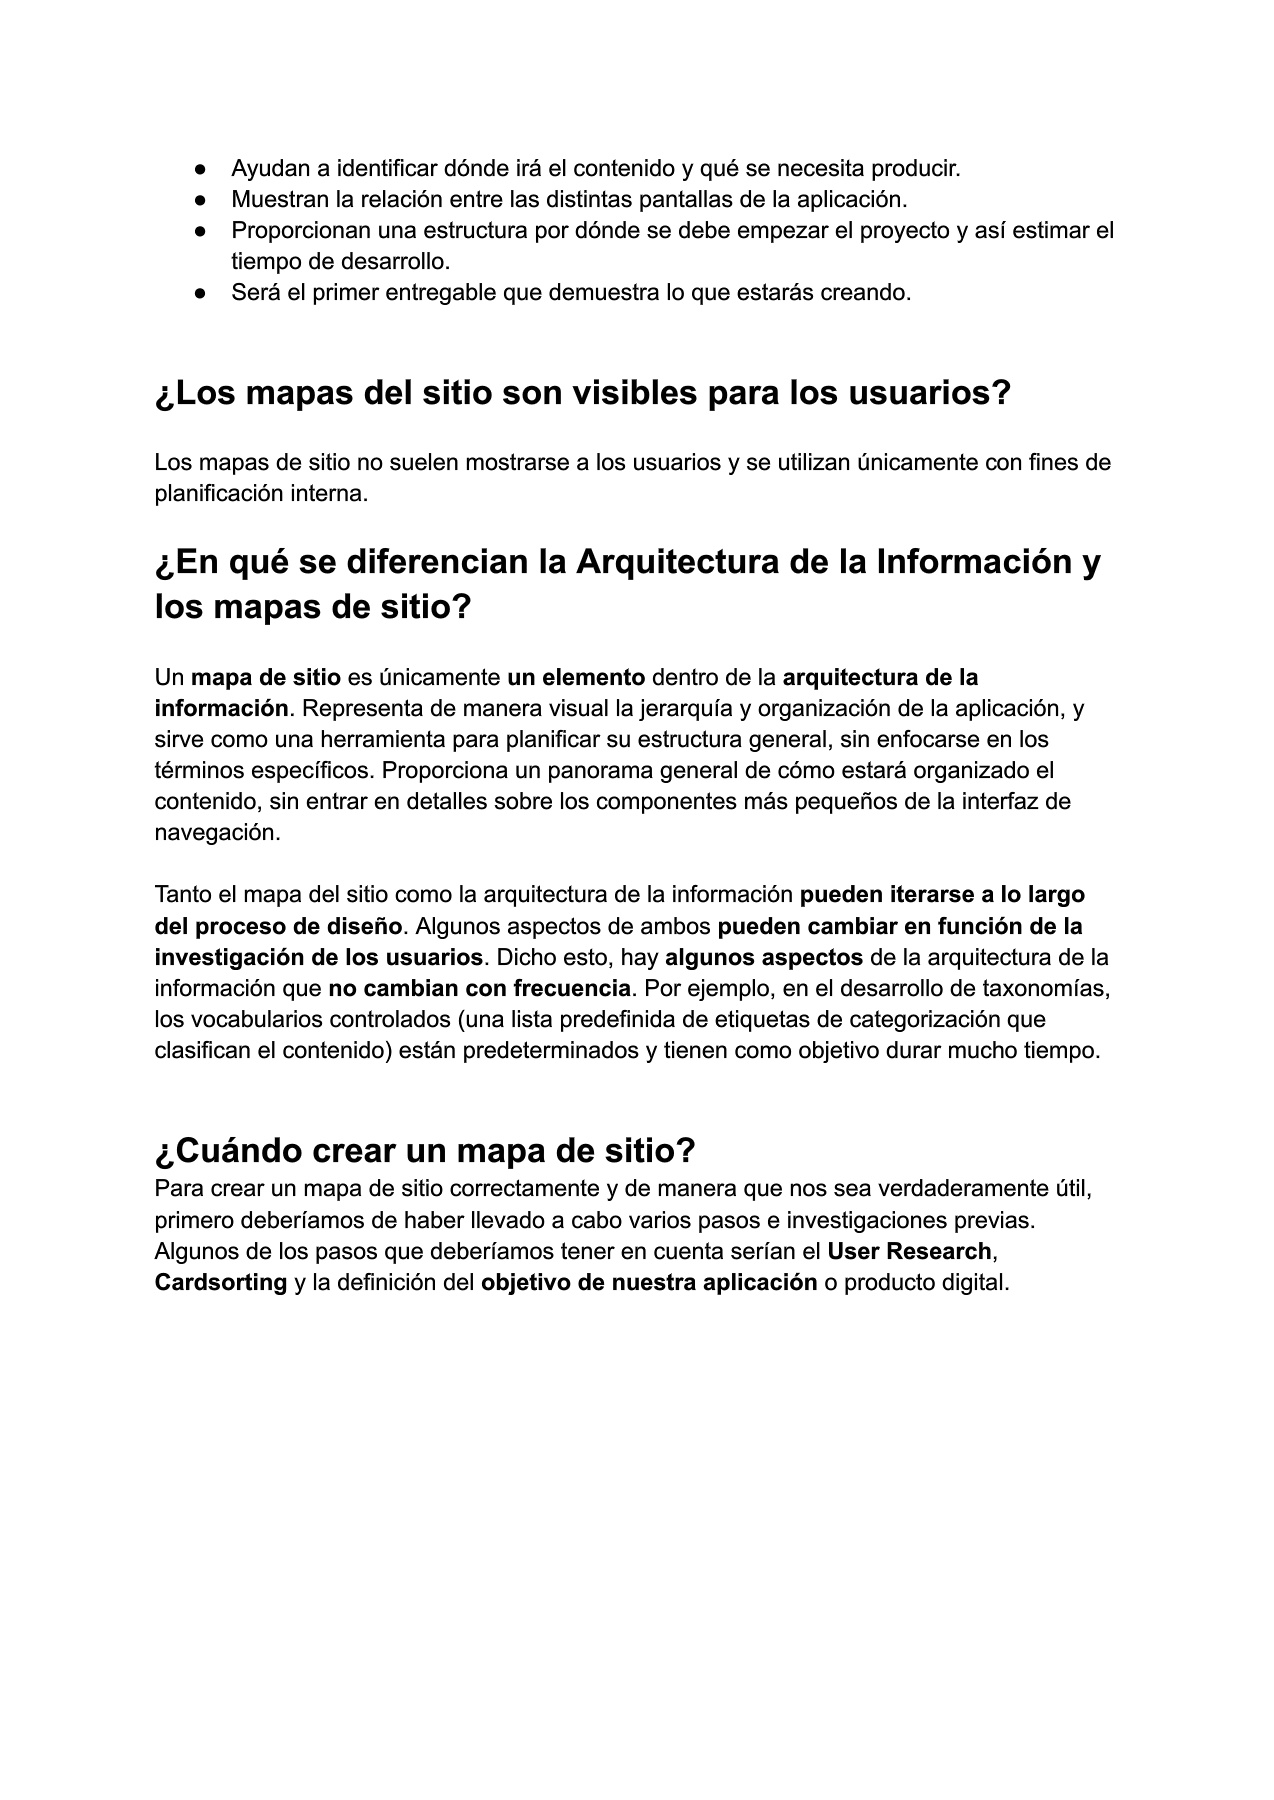 ● Ayudan a identificar dónde irá el contenido y qué se necesita producir.
● Muestran la relación entre las distintas pantallas de la aplicación.
● Proporcionan una estructura por dónde se debe empezar el proyecto y así estimar el
tiempo de desarrollo.
● Será el primer entregable que demuestra lo que estarás creando.
¿Los mapas del sitio son visibles para los usuarios?
Los mapas de sitio no suelen mostrarse a los usuarios y se utilizan únicamente con fines de
planificación interna.
¿En qué se diferencian la Arquitectura de la Información y
los mapas de sitio?
Un mapa de sitio es únicamente un elemento dentro de la arquitectura de la
información. Representa de manera visual la jerarquía y organización de la aplicación, y
sirve como una herramienta para planificar su estructura general, sin enfocarse en los
términos específicos. Proporciona un panorama general de cómo estará organizado el
contenido, sin entrar en detalles sobre los componentes más pequeños de la interfaz de
navegación.
Tanto el mapa del sitio como la arquitectura de la información pueden iterarse a lo largo
del proceso de diseño. Algunos aspectos de ambos pueden cambiar en función de la
investigación de los usuarios. Dicho esto, hay algunos aspectos de la arquitectura de la
información que no cambian con frecuencia. Por ejemplo, en el desarrollo de taxonomías,
los vocabularios controlados (una lista predefinida de etiquetas de categorización que
clasifican el contenido) están predeterminados y tienen como objetivo durar mucho tiempo.
¿Cuándo crear un mapa de sitio?
Para crear un mapa de sitio correctamente y de manera que nos sea verdaderamente útil,
primero deberíamos de haber llevado a cabo varios pasos e investigaciones previas.
Algunos de los pasos que deberíamos tener en cuenta serían el User Research,
Cardsorting y la definición del objetivo de nuestra aplicación o producto digital.